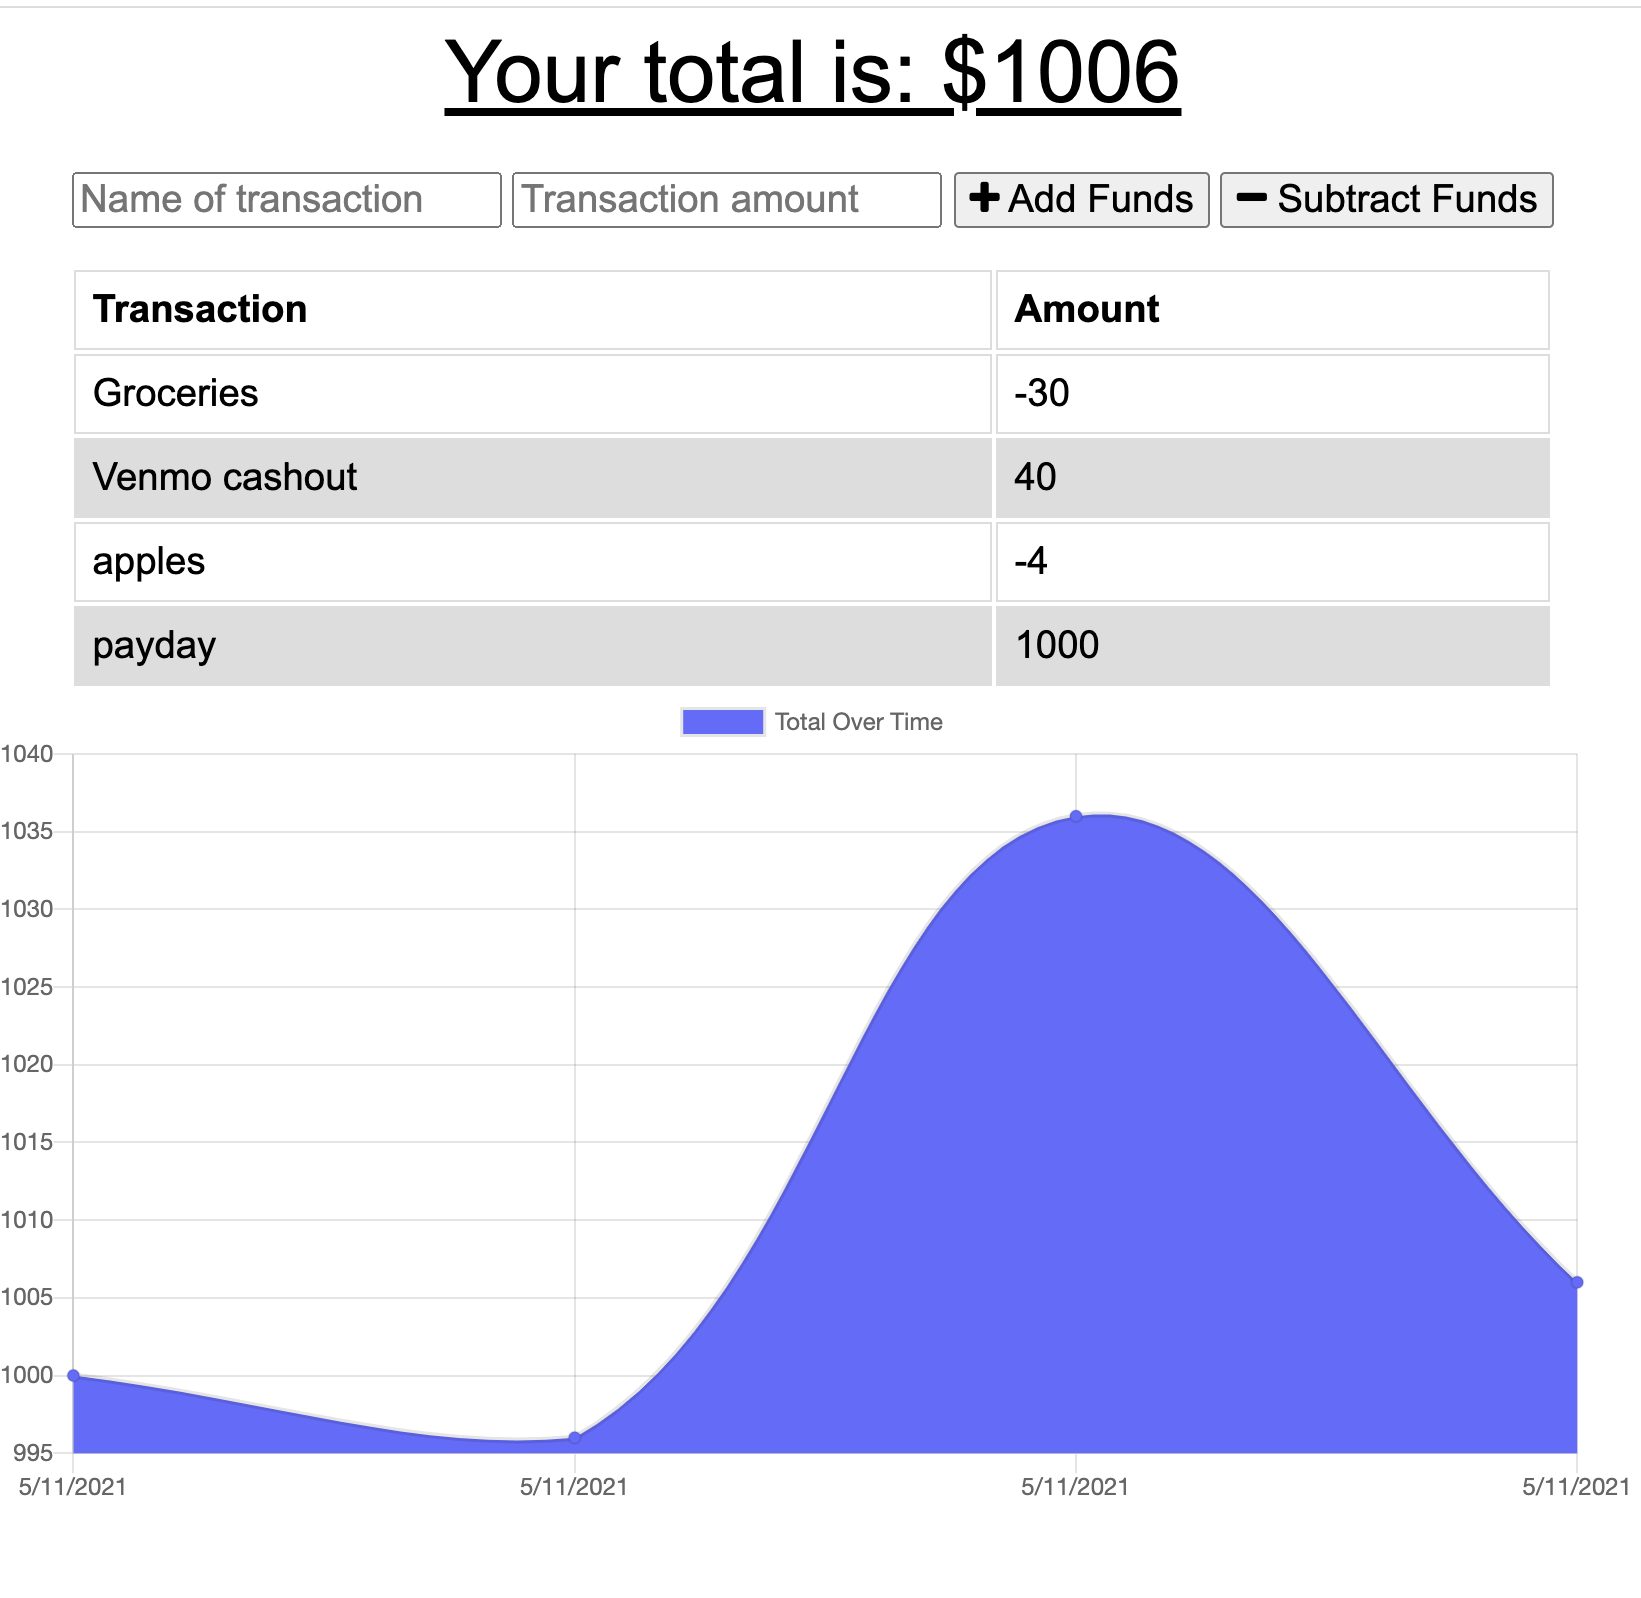 Your total is: $1006
Name of transaction Transaction amount Add Funds Subtract Funds
Transaction Amount
Groceries -30
Venmo cashout 40
apples -4
payday 1000
Total Over Time
1040
1035
1030
1025
1020
1015
1010
1005
1000
995
5/11/2021 5/11/2021 5/11/2021 5/11/2021